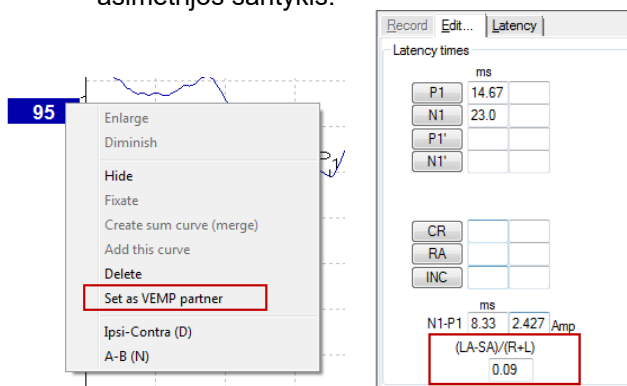 asimetrijos santykis.
95
Enlarge
Diminish
Hide
Fixate
Create sum curve (merge)
Add this curve
Delete
Set as VEMP partner
Ipsi-Contra (D)
A-B (N)
Record Edit... Latency
Latency times
ms
P1 14.67
N1 23.0
P1'
N1'
CR
RA
INC
ms
N1-P1 8.33 2.427 Amp
(LA-SA)/(R+L)
0.09